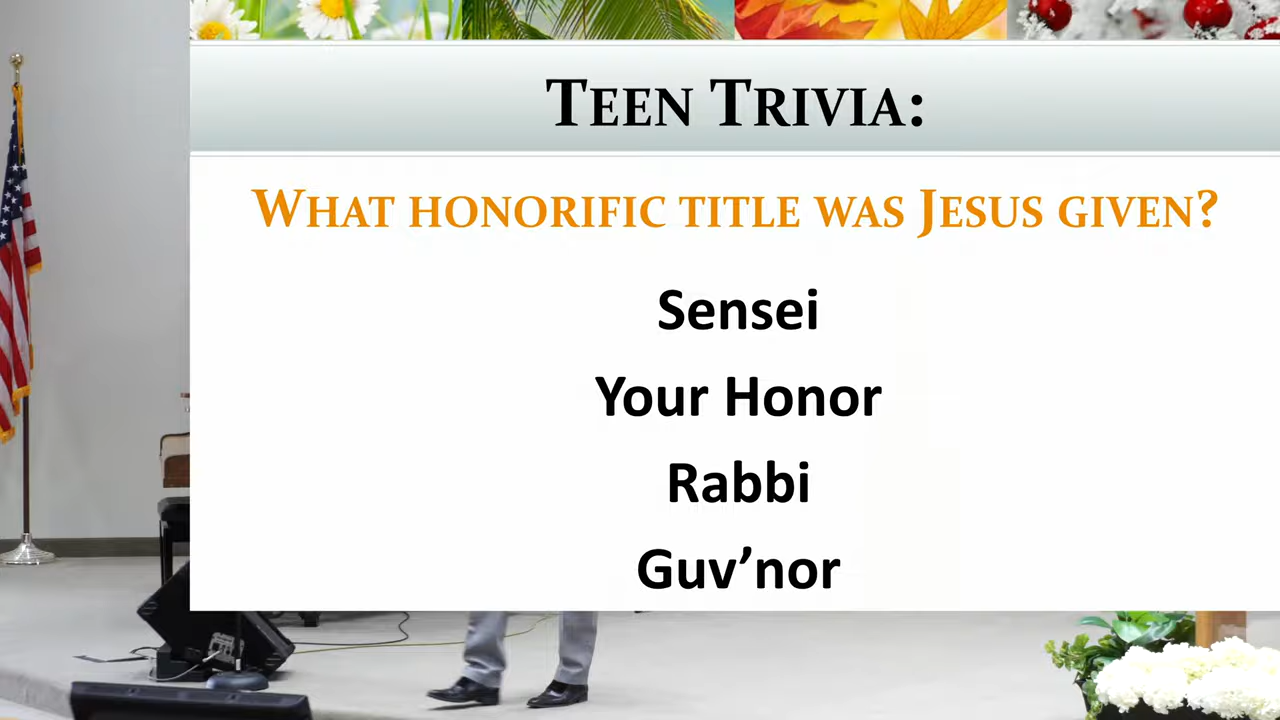 TEEN TRIVIA:
WHAT HONORIFIC TITLE WAS JESUS GIVEN?
Sensei
Your Honor
Rabbi
Guv’nor